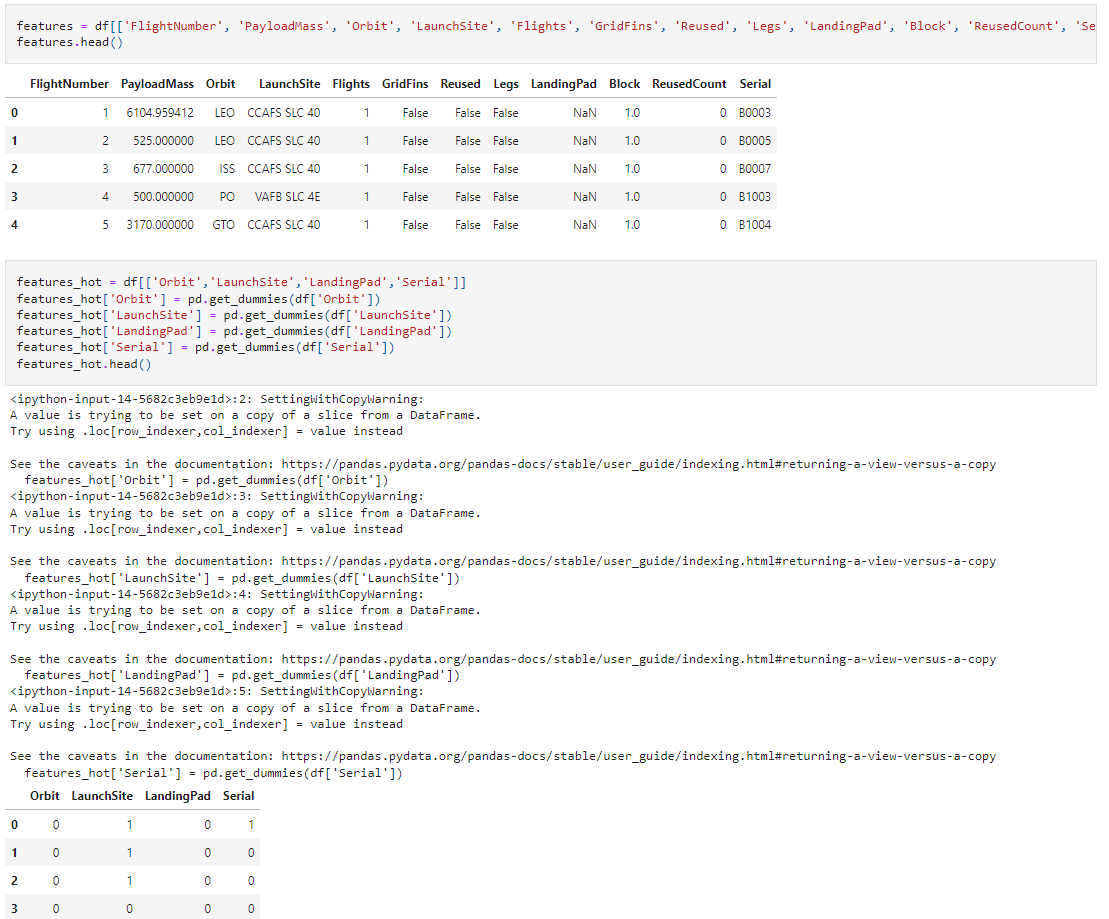 features = df[['FlightNumber', 'PayloadMass', 'Orbit', 'LaunchSite', 'Flights', 'GridFins', 'Reused', 'Legs', 'LandingPad', 'Block', 'ReusedCount', 'Se
features.head()
FlightNumber PayloadMass Orbit LaunchSite Flights GridFins Reused Legs LandingPad Block ReusedCount Serial
0 1 6104.959412 LEO CCAFS SLC 40 1 False False False NaN 1.0 0 B0003
1 2 525.000000 LEO CCAFS SLC 40 1 False False False NaN 1.0 0 B0005
2 3 677.000000 ISS CCAFS SLC 40 1 False False False NaN 1.0 0 B0007
3 4 500.000000 PO VAFB SLC 4E 1 False False False NaN 1.0 0 B1003
4 5 3170.000000 GTO CCAFS SLC 40 1 False False False NaN 1.0 0 B1004
features_hot = df[['Orbit','LaunchSite','LandingPad','Serial']]
features_hot['Orbit'] = pd.get_dummies(df['Orbit'])
features_hot['LaunchSite'] = pd.get_dummies(df['LaunchSite'])
features_hot['LandingPad'] = pd.get_dummies(df['LandingPad'])
features_hot['Serial'] = pd.get_dummies(df['Serial'])
features_hot.head()
<ipython-input-14-5682c3eb9e1d>:2: SettingWithCopyWarning:
A value is trying to be set on a copy of a slice from a DataFrame.
Try using .loc[row_indexer,col_indexer] = value instead
See the caveats in the documentation: https://pandas.pydata.org/pandas-docs/stable/user_guide/indexing.html#returning-a-view-versus-a-copy
features_hot['Orbit'] = pd.get_dummies(df['Orbit'])
<ipython-input-14-5682c3eb9e1d>:3: SettingWithCopyWarning:
A value is trying to be set on a copy of a slice from a DataFrame.
Try using .loc[row_indexer,col_indexer] = value instead
See the caveats in the documentation: https://pandas.pydata.org/pandas-docs/stable/user_guide/indexing.html#returning-a-view-versus-a-copy
features_hot['LaunchSite'] = pd.get_dummies(df['LaunchSite'])
<ipython-input-14-5682c3eb9e1d>:4: SettingWithCopyWarning:
A value is trying to be set on a copy of a slice from a DataFrame.
Try using .loc[row_indexer,col_indexer] = value instead
See the caveats in the documentation: https://pandas.pydata.org/pandas-docs/stable/user_guide/indexing.html#returning-a-view-versus-a-copy
features_hot['LandingPad'] = pd.get_dummies(df['LandingPad'])
<ipython-input-14-5682c3eb9e1d>:5: SettingWithCopyWarning:
A value is trying to be set on a copy of a slice from a DataFrame.
Try using .loc[row_indexer,col_indexer] = value instead
See the caveats in the documentation: https://pandas.pydata.org/pandas-docs/stable/user_guide/indexing.html#returning-a-view-versus-a-copy
features_hot['Serial'] = pd.get_dummies(df['Serial'])
Orbit LaunchSite LandingPad Serial
0 0 1 0 1
1 0 1 0 0
2 0 1 0 0
3 0 0 0 0